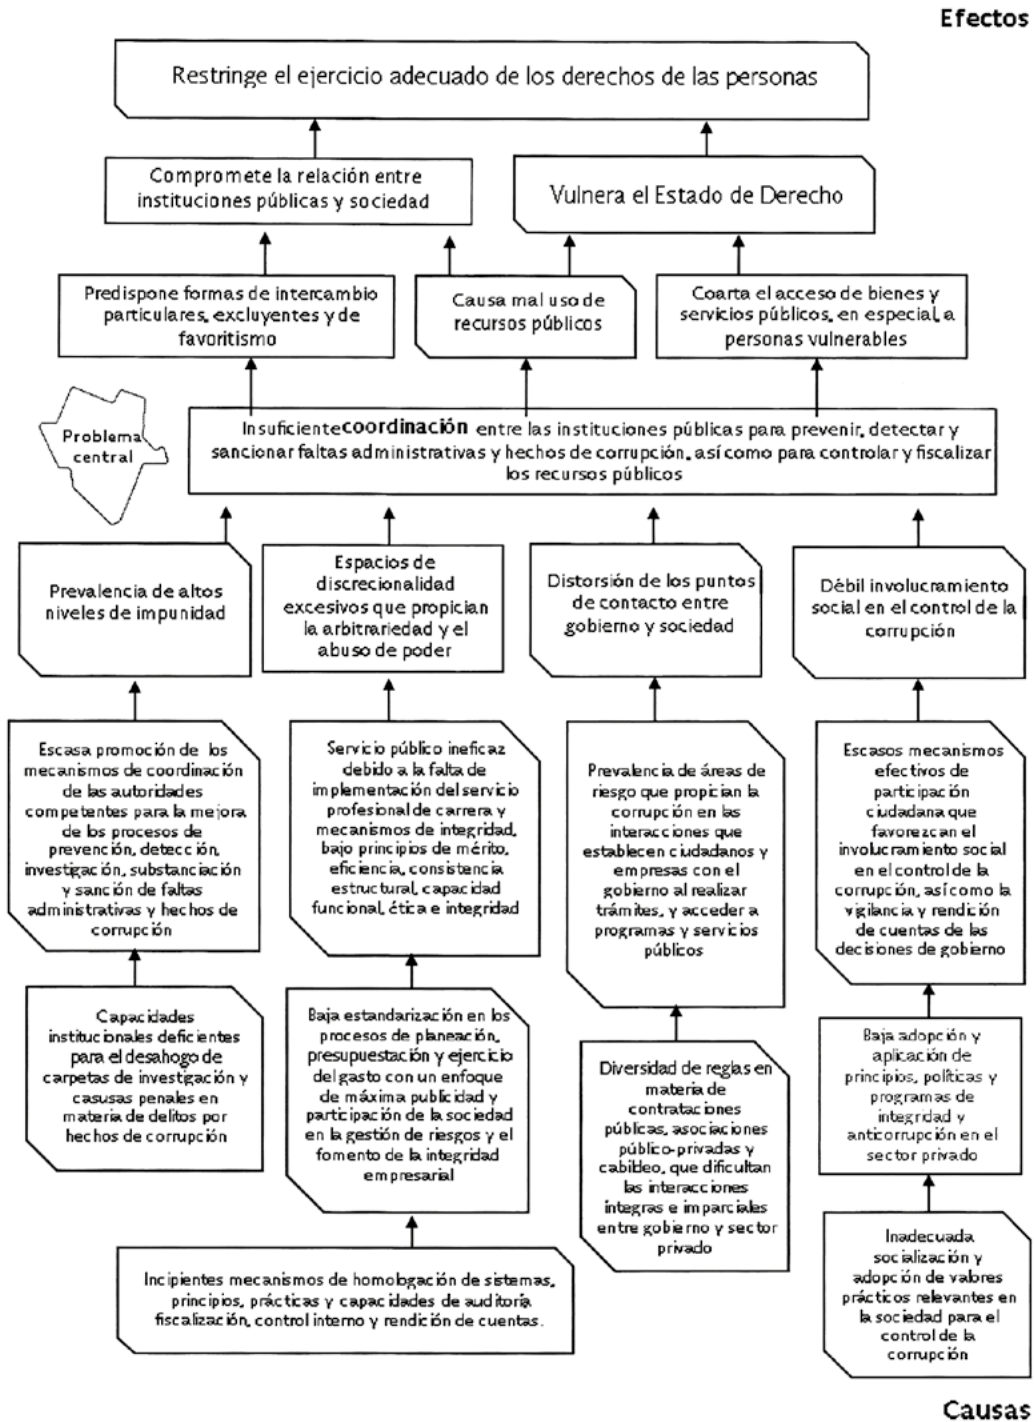 Efectos
Restringe el ejercicio adecuado de los derechos de las personas
Compromete la relación entre
instituciones públicas y sociedad
Vulnera el Estado de Derecho
Predispone formas de intercambio
particulares, excluyentes y de
favoritismo
Causa mal uso de
recursos públicos
Coarta el acceso de bienes y
servicios públicos, en especial, a
personas vulnerables
Problema
central
Insuficiente coordinación entre las instituciones públicas para prevenir, detectar y
sancionar faltas administrativas y hechos de corrupción, así como para controlar y fiscalizar
los recursos públicos
Prevalencia de altos
niveles de impunidad
Espacios de
discrecionalidad
excesivos que propician
la arbitrariedad y el
abuso de poder
Distorsión de los puntos
de contacto entre
gobierno y sociedad
Débil involucramiento
social en el control de la
corrupción
Escasa promoción de los
mecanismos de coordinación
de las autoridades
competentes para la mejora
de los procesos de
prevención, detección,
investigación, substanciación
y sanción de faltas
administrativas y hechos de
corrupción
Servicio público ineficaz
debido a la falta de
implementación del servicio
profesional de carrera y
mecanismos de integridad,
bajo principios de mérito,
eficiencia, consistencia
estructural, capacidad
funcional, ética e integridad
Prevalencia de áreas de
riesgo que propician la
corrupción en las
interacciones que
establecen ciudadanos y
empresas con el
gobierno al realizar
trámites, y acceder a
programas y servicios
públicos
Escasos mecanismos
efectivos de
participación
ciudadana que
favorezcan el
involucramiento social
en el control de la
corrupción, así como la
vigilancia y rendición
de cuentas de las
decisiones de gobierno
Capacidades
institucionales deficientes
para el desahogo de
carpetas de investigación y
casusas penales en
materia de delitos por
hechos de corrupción
Baja estandarización en los
procesos de planeación,
presupuestación y ejercicio
del gasto con un enfoque
de máxima publicidad y
participación de la sociedad
en la gestión de riesgos y el
fomento de la integridad
empresarial
Diversidad de reglas en
materia de
contrataciones
públicas, asociaciones
público-privadas y
cabildeo, que dificultan
las interacciones
íntegras e imparciales
entre gobierno y sector
privado
Baja adopción y
aplicación de
principios, políticas y
programas de
integridad y
anticorrupción en el
sector privado
Incipientes mecanismos de homologación de sistemas,
principios, prácticas y capacidades de auditoría
fiscalización, control interno y rendición de cuentas.
Inadecuada
socialización y
adopción de valores
prácticos relevantes en
la sociedad para el
control de la
corrupción
Causas